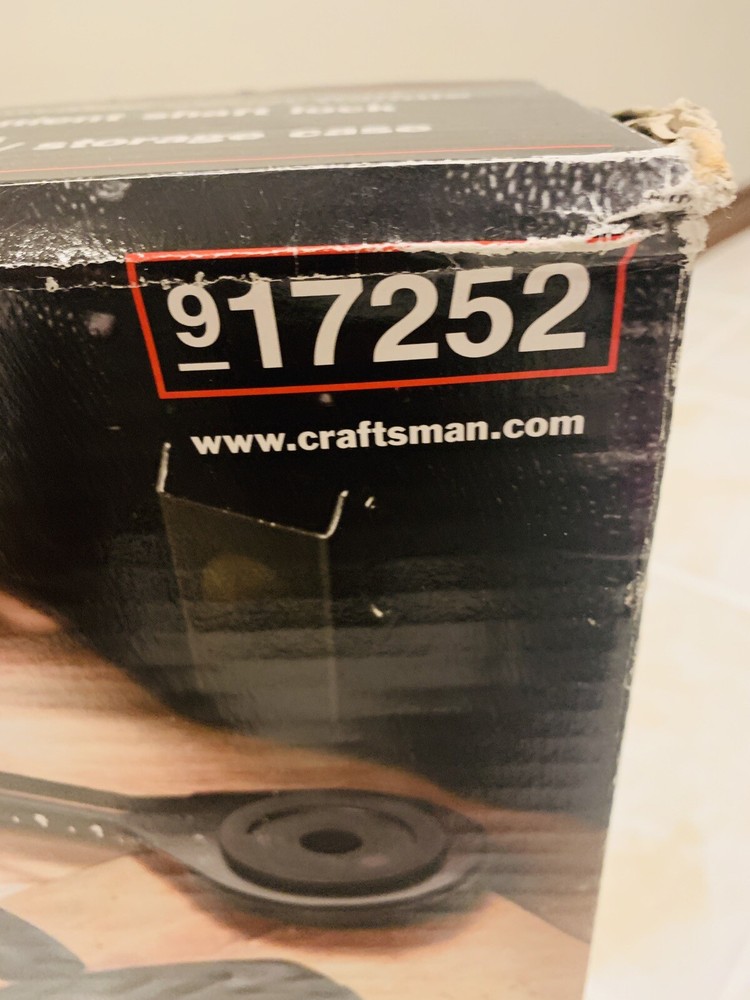 shaft lock
/ storage case
917252
www.craftsman.com